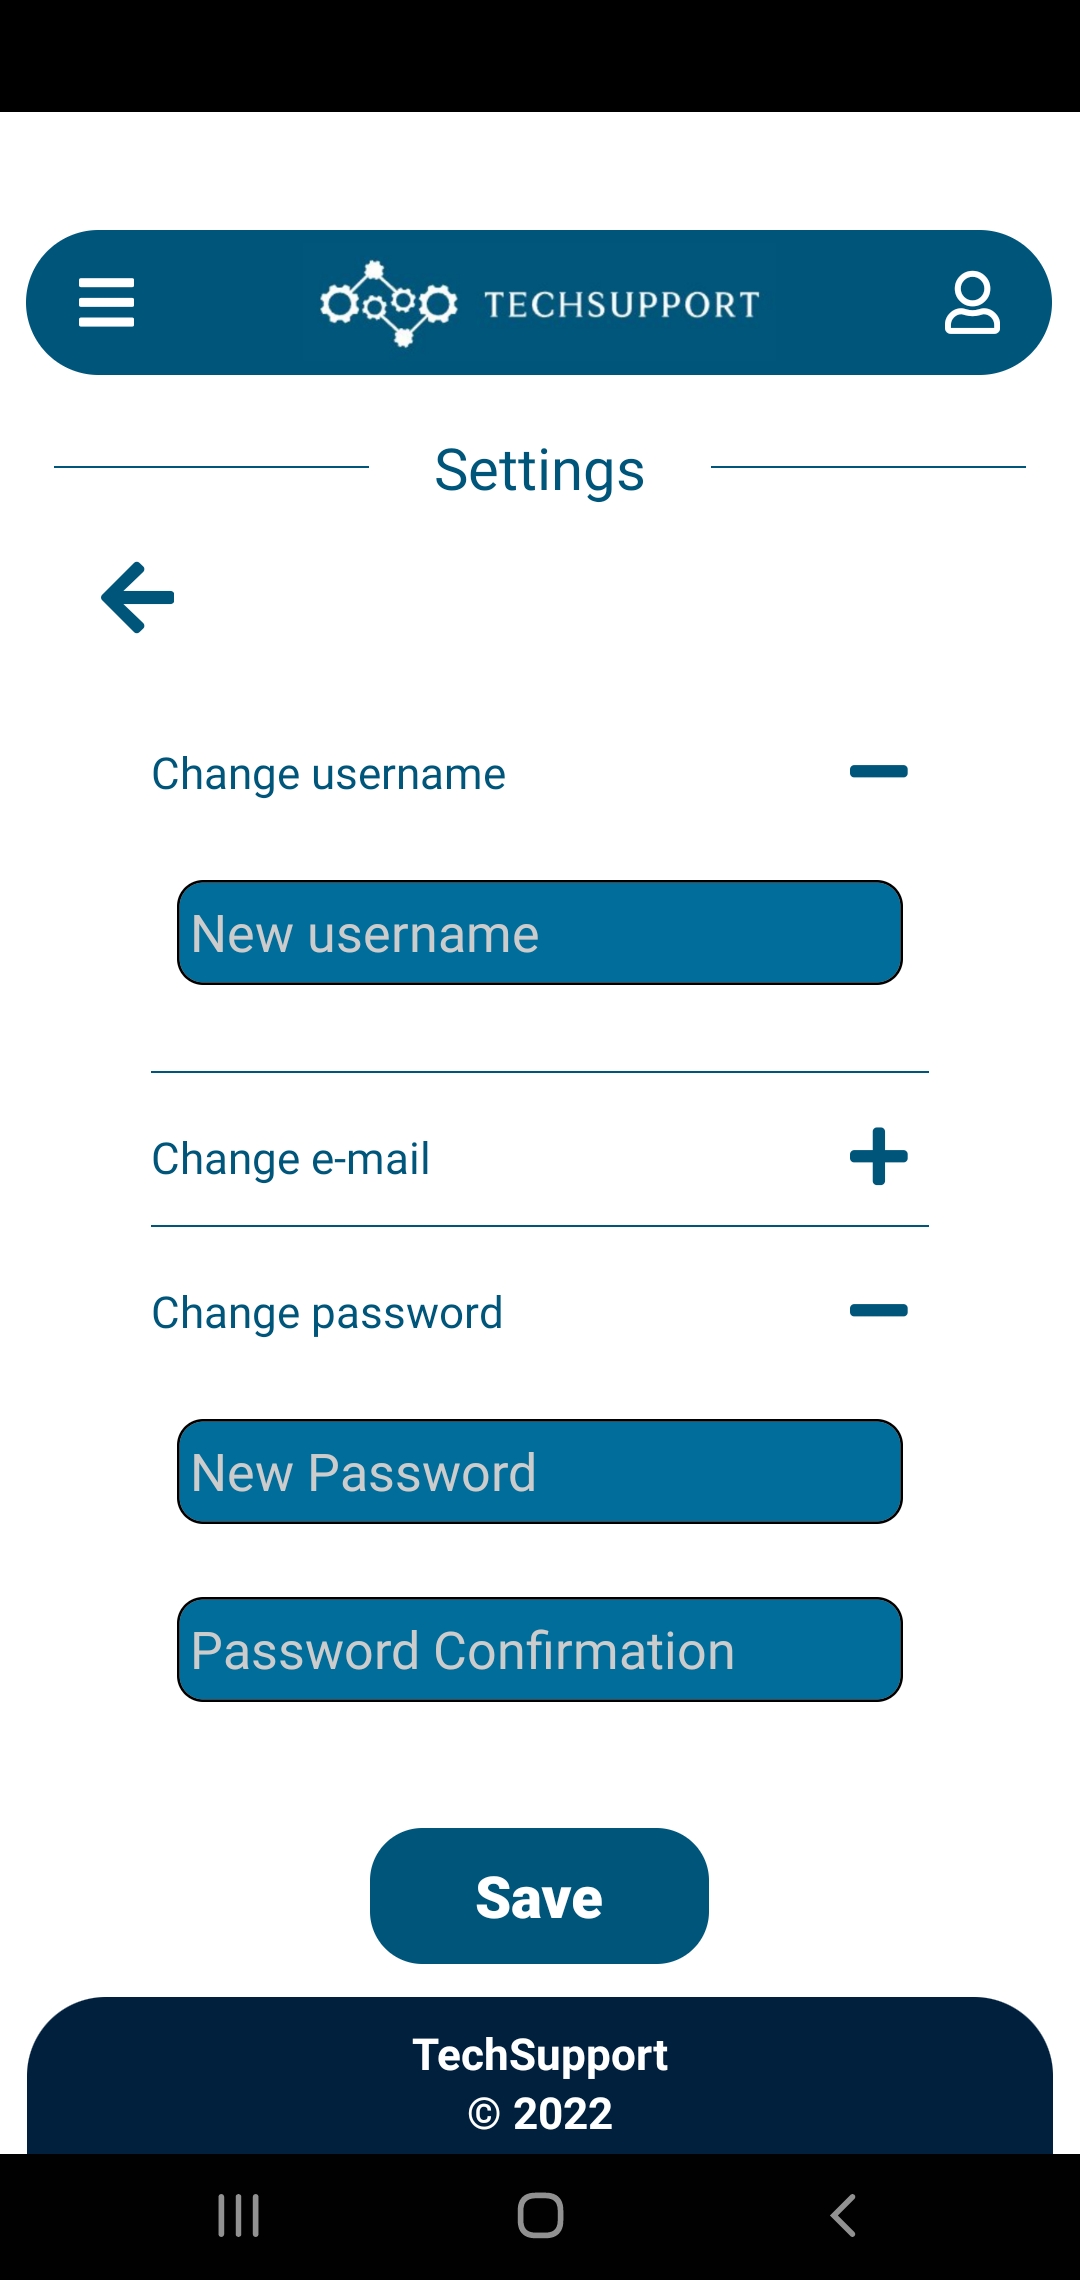 TECHSUPPORT
Settings
Change username
New username
Change e-mail
Change password
New Password
Password Confirmation
Save
TechSupport
© 2022